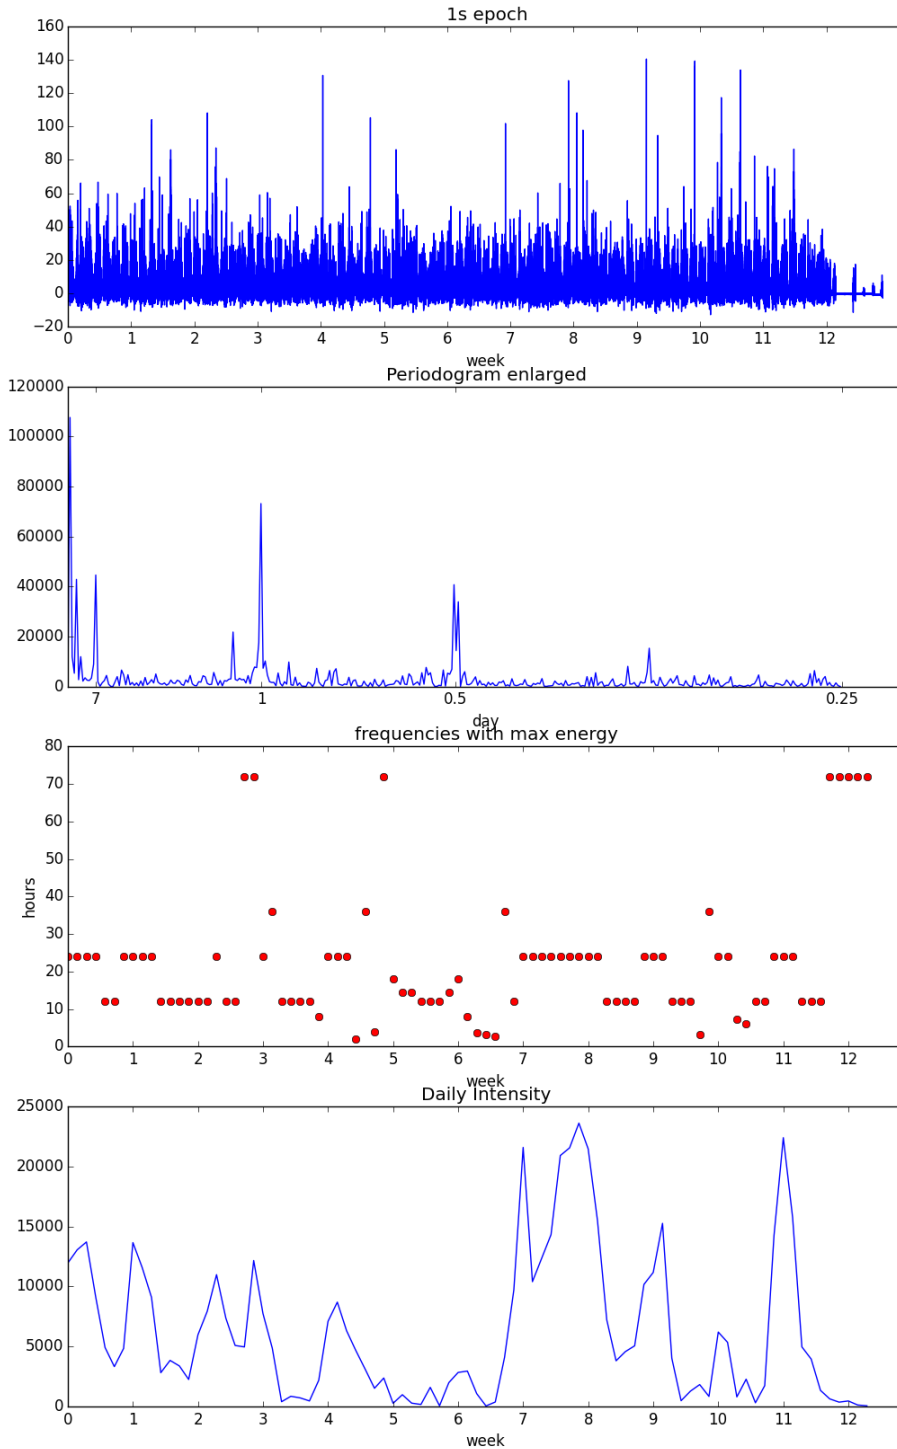 1s epoch
160
140
120
100
80
60
40
20
0
−20
0 1 2 3 4 5 6 7 8 9 10 11 12
week
Periodogram enlarged
120000
100000
80000
60000
40000
20000
0
7 1 0.5 0.25
day
frequencies with max energy
80
70
60
50
40
30
20
10
0
hours
0 1 2 3 4 5 6 7 8 9 10 11 12
week
Daily Intensity
25000
20000
15000
10000
5000
0
0 1 2 3 4 5 6 7 8 9 10 11 12
week